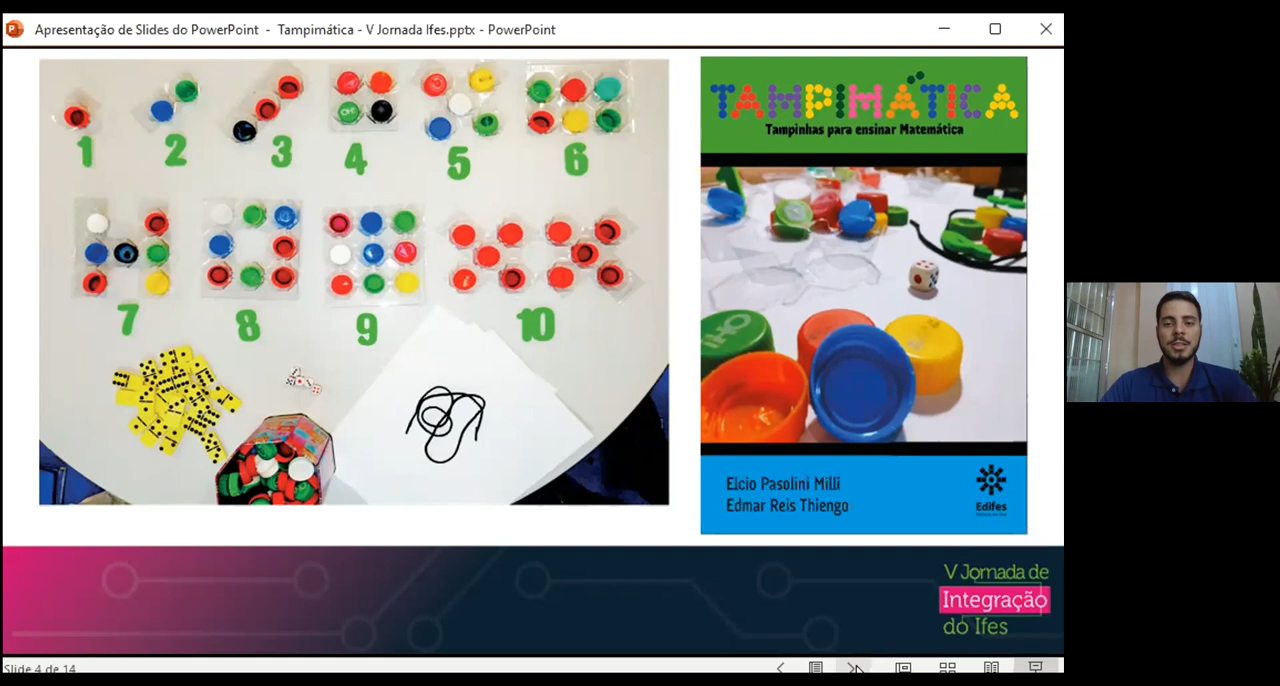 Apresentação de Slides do PowerPoint - Tampimática - V Jornada Ifes.pptx - PowerPoint
1
2
3
4
5
6
7
8
9
10
TAMPIMÁTICA
Tampinhas para ensinar Matemática
Elcio Pasolini Milli
Edmar Reis Thiengo
Edifes
V Jornada de
Integração
do Ifes
Slide 4 de 14